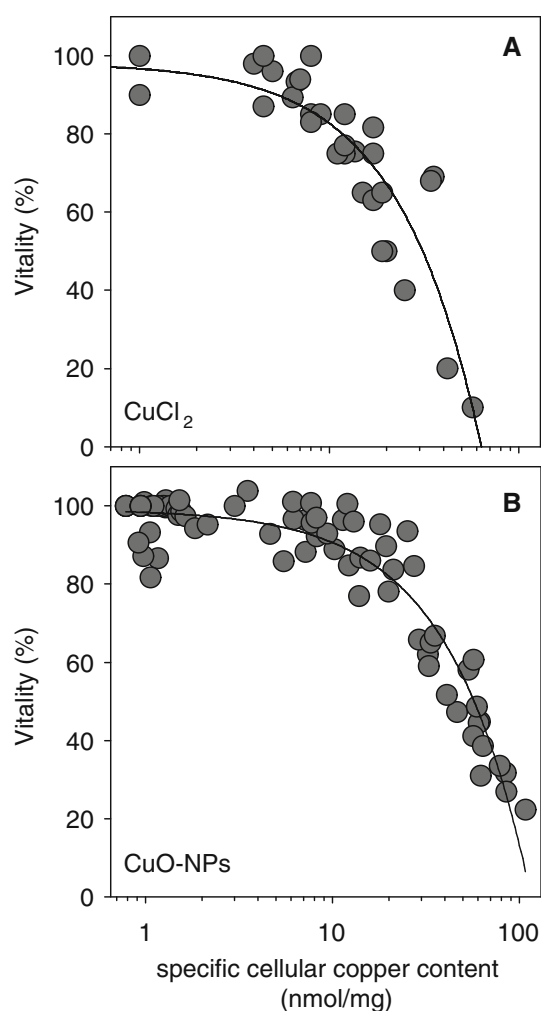 A
100
80
60
40
20
0
Vitality (%)
CuCl2
B
100
80
60
40
20
0
Vitality (%)
CuO-NPs
1 10 100
specific cellular copper content
(nmol/mg)